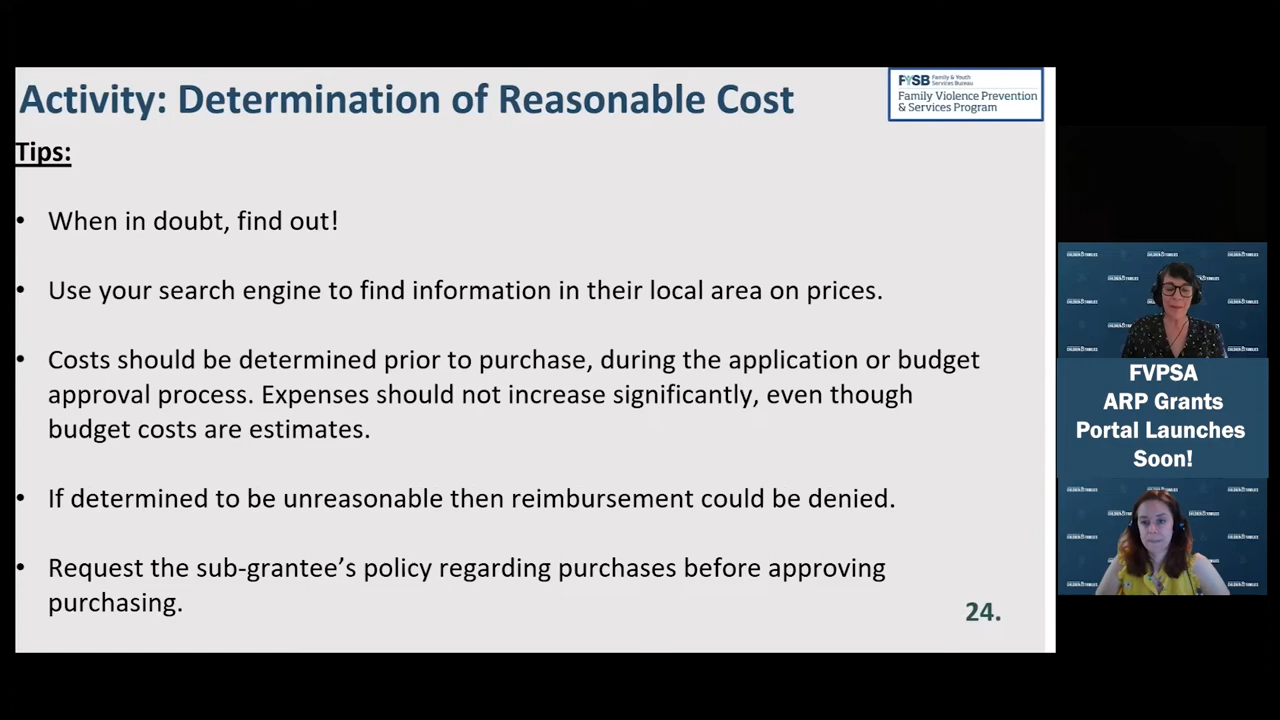 Activity: Determination of Reasonable Cost
FYSB Family & Youth
Services Bureau
Family Violence Prevention
& Services Program
Tips:
• When in doubt, find out!
• Use your search engine to find information in their local area on prices.
• Costs should be determined prior to purchase, during the application or budget
approval process. Expenses should not increase significantly, even though
budget costs are estimates.
• If determined to be unreasonable then reimbursement could be denied.
• Request the sub-grantee’s policy regarding purchases before approving
purchasing.
24.
FVPSA
ARP Grants
Portal Launches
Soon!